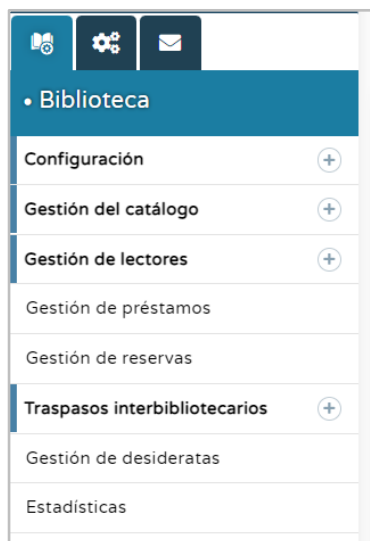 • Biblioteca
Configuración
Gestión del catálogo
Gestión de lectores
Gestión de préstamos
Gestión de reservas
Traspasos interbibliotecarios
Gestión de desideratas
Estadísticas